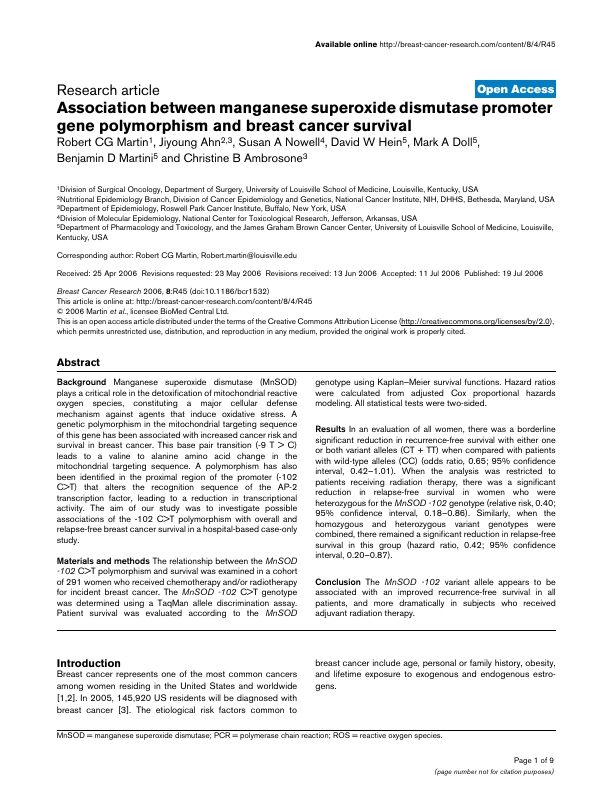 Available online http://breast-cancer-research.com/content/8/4/R45
Research article
Open Access
Association between manganese superoxide dismutase promoter
gene polymorphism and breast cancer survival
Robert CG Martin1, Jiyoung Ahn2,3, Susan A Nowell4, David W Hein5, Mark A Doll5,
Benjamin D Martini5 and Christine B Ambrosone3
1Division of Surgical Oncology, Department of Surgery, University of Louisville School of Medicine, Louisville, Kentucky, USA
2Nutritional Epidemiology Branch, Division of Cancer Epidemiology and Genetics, National Cancer Institute, NIH, DHHS, Bethesda, Maryland, USA
3Department of Epidemiology, Roswell Park Cancer Institute, Buffalo, New York, USA
4Division of Molecular Epidemiology, National Center for Toxicological Research, Jefferson, Arkansas, USA
5Department of Pharmacology and Toxicology, and the James Graham Brown Cancer Center, University of Louisville School of Medicine, Louisville,
Kentucky, USA
Corresponding author: Robert CG Martin, Robert.martin@louisville.edu
Received: 25 Apr 2006 Revisions requested: 23 May 2006 Revisions received: 13 Jun 2006 Accepted: 11 Jul 2006 Published: 19 Jul 2006
Breast Cancer Research 2006, 8:R45 (doi:10.1186/bcr1532)
This article is online at: http://breast-cancer-research.com/content/8/4/R45
© 2006 Martin et al., licensee BioMed Central Ltd.
This is an open access article distributed under the terms of the Creative Commons Attribution License (http://creativecommons.org/licenses/by/2.0),
which permits unrestricted use, distribution, and reproduction in any medium, provided the original work is properly cited.
Abstract
Background Manganese superoxide dismutase (MnSOD)
plays a critical role in the detoxification of mitochondrial reactive
oxygen species, constituting a major cellular defense
mechanism against agents that induce oxidative stress. A
genetic polymorphism in the mitochondrial targeting sequence
of this gene has been associated with increased cancer risk and
survival in breast cancer. This base pair transition (-9 T > C)
leads to a valine to alanine amino acid change in the
mitochondrial targeting sequence. A polymorphism has also
been identified in the proximal region of the promoter (-102
C>T) that alters the recognition sequence of the AP-2
transcription factor, leading to a reduction in transcriptional
activity. The aim of our study was to investigate possible
associations of the -102 C>T polymorphism with overall and
relapse-free breast cancer survival in a hospital-based case-only
study.
Materials and methods The relationship between the MnSOD
-102 C>T polymorphism and survival was examined in a cohort
of 291 women who received chemotherapy and/or radiotherapy
for incident breast cancer. The MnSOD -102 C>T genotype
was determined using a TaqMan allele discrimination assay.
Patient survival was evaluated according to the MnSOD
genotype using Kaplan–Meier survival functions. Hazard ratios
were calculated from adjusted Cox proportional hazards
modeling. All statistical tests were two-sided.
Results In an evaluation of all women, there was a borderline
significant reduction in recurrence-free survival with either one
or both variant alleles (CT + TT) when compared with patients
with wild-type alleles (CC) (odds ratio, 0.65; 95% confidence
interval, 0.42–1.01). When the analysis was restricted to
patients receiving radiation therapy, there was a significant
reduction in relapse-free survival in women who were
heterozygous for the MnSOD -102 genotype (relative risk, 0.40;
95% confidence interval, 0.18–0.86). Similarly, when the
homozygous and heterozygous variant genotypes were
combined, there remained a significant reduction in relapse-free
survival in this group (hazard ratio, 0.42; 95% confidence
interval, 0.20–0.87).
Conclusion The MnSOD -102 variant allele appears to be
associated with an improved recurrence-free survival in all
patients, and more dramatically in subjects who received
adjuvant radiation therapy.
Introduction
Breast cancer represents one of the most common cancers
among women residing in the United States and worldwide
[1,2]. In 2005, 145,920 US residents will be diagnosed with
breast cancer [3]. The etiological risk factors common to
breast cancer include age, personal or family history, obesity,
and lifetime exposure to exogenous and endogenous estro-
gens.
MnSOD = manganese superoxide dismutase; PCR = polymerase chain reaction; ROS = reactive oxygen species.
Page 1 of 9
(page number not for citation purposes)